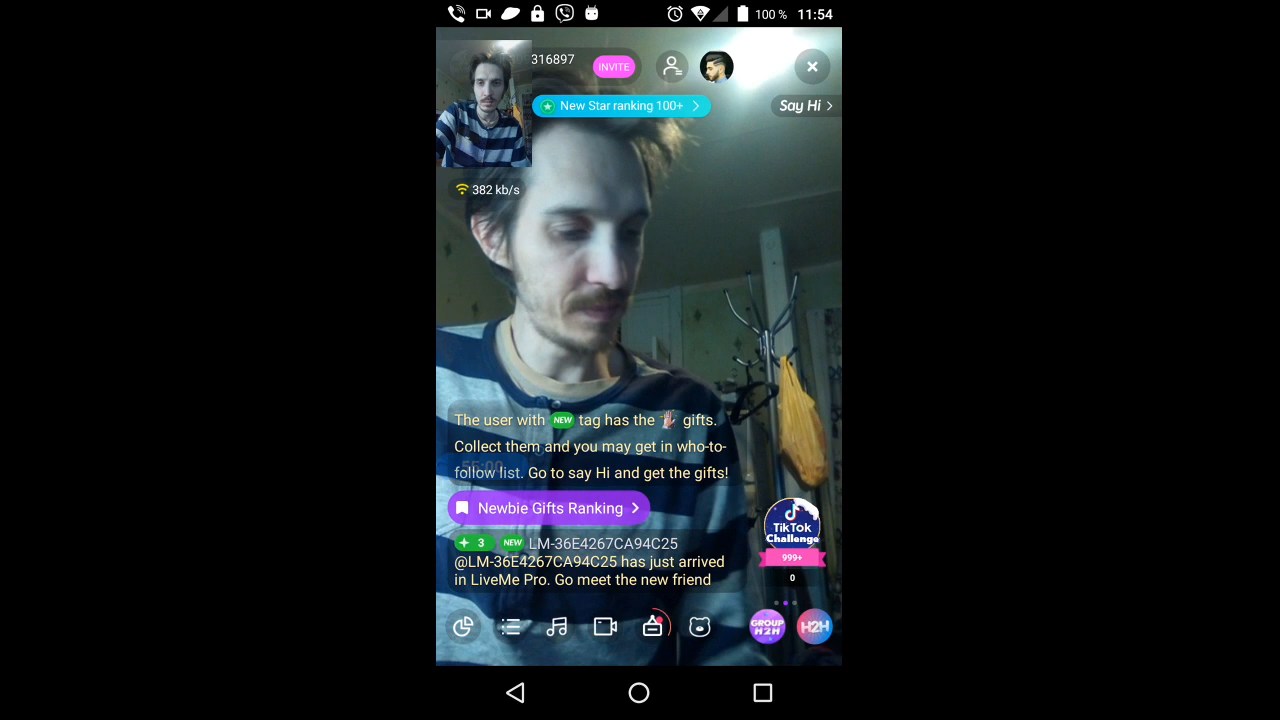 100 % 11:54
316897
INVITE
New Star ranking 100+
Say Hi
382 kb/s
The user with NEW tag has the gifts.
Collect them and you may get in who-to-
follow list. Go to say Hi and get the gifts!
55:00
Newbie Gifts Ranking
TikTok
Challenge
999+
0
3 NEW LM-36E4267CA94C25
@LM-36E4267CA94C25 has just arrived
in LiveMe Pro. Go meet the new friend
GROUP
H2H
H2H